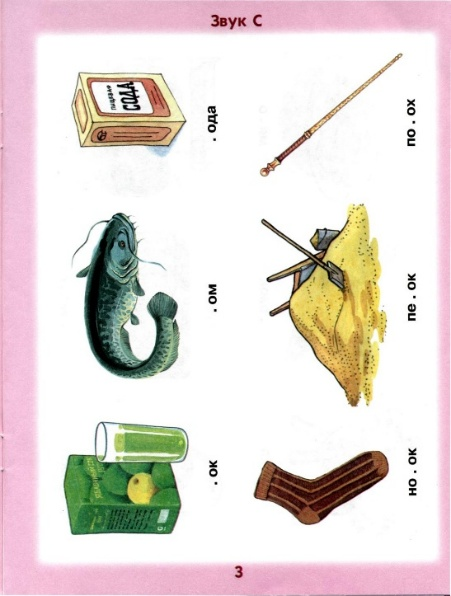 Звук С
пищевая
СОДА
. ода
по . ох
. ом
пе . ок
. ок
но . ок
3